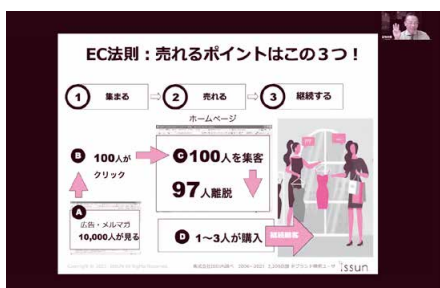 EC法則：売れるポイントはこの３つ！
1 集まる ⇨ 2 売れる ⇨ 3 継続する
ホームページ
B 100人が
クリック
C 100人を集客
97人離脱
A
広告・メルマガ
10,000人が見る
D 1〜3人が購入
継続顧客
issun